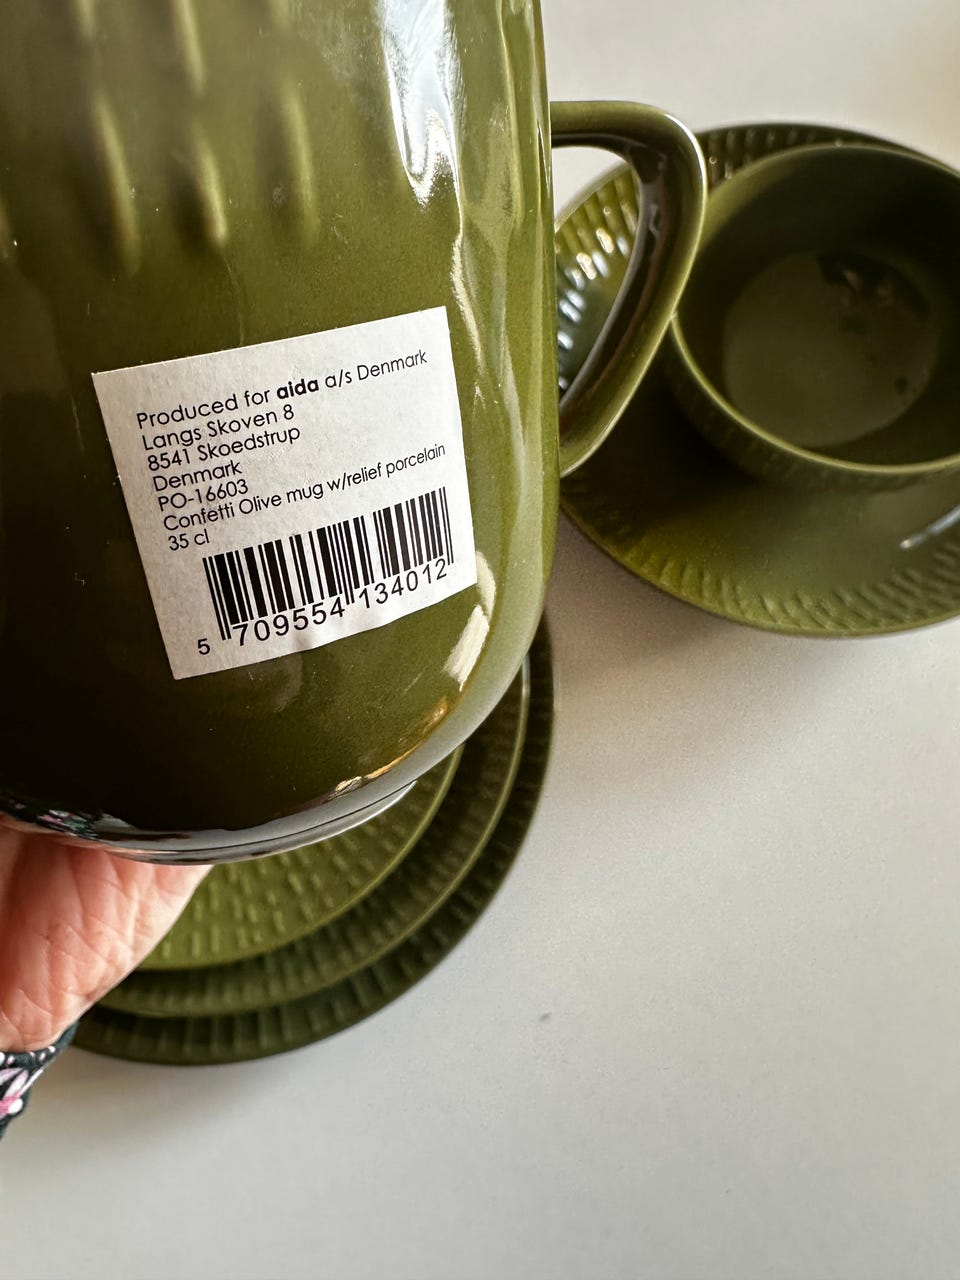 Produced for aida a/s Denmark
Langs Skoven 8
8541 Skoedstrup
Denmark
PO-16603
Confetti Olive mug w/relief porcelain
35 cl
5 709554 134012